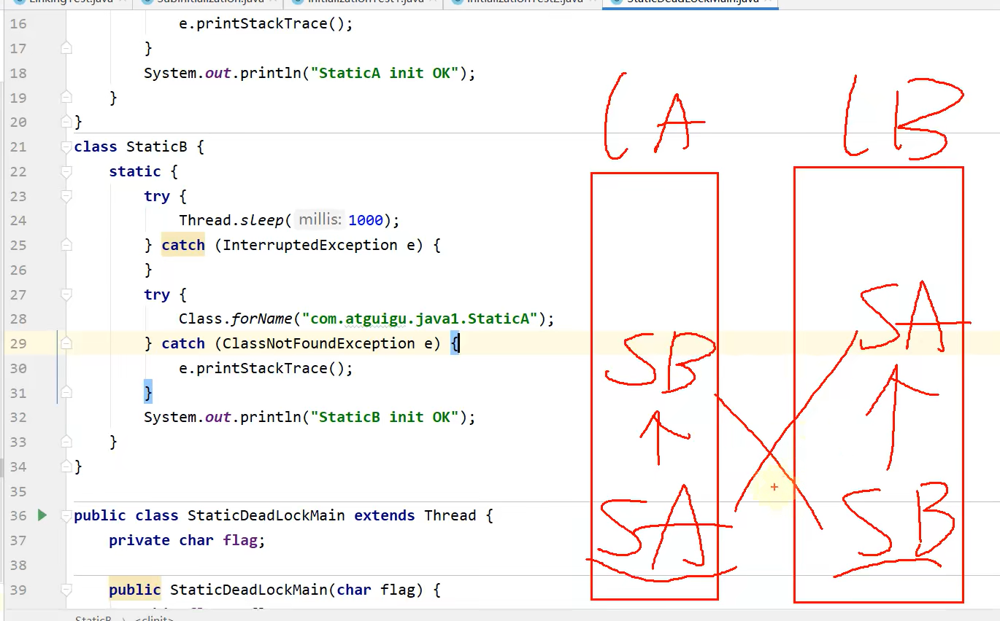 LinkingTest.java SubInitialization.java InitializationTest1.java InitializationTest2.java StaticDeadLockMain.java
16 e.printStackTrace();
17 }
18 System.out.println("StaticA init OK");
19 }
20 }
21 class StaticB {
22 static {
23 try {
24 Thread.sleep( millis: 1000);
25 } catch (InterruptedException e) {
26 }
27 try {
28 Class.forName("com.atguigu.java1.StaticA");
29 } catch (ClassNotFoundException e) {
30 e.printStackTrace();
31 }
32 System.out.println("StaticB init OK");
33 }
34 }
35
36 public class StaticDeadLockMain extends Thread {
37 private char flag;
38
39 public StaticDeadLockMain(char flag) {
StaticB › <clinit>
A
B
SB
SA
SA
SB